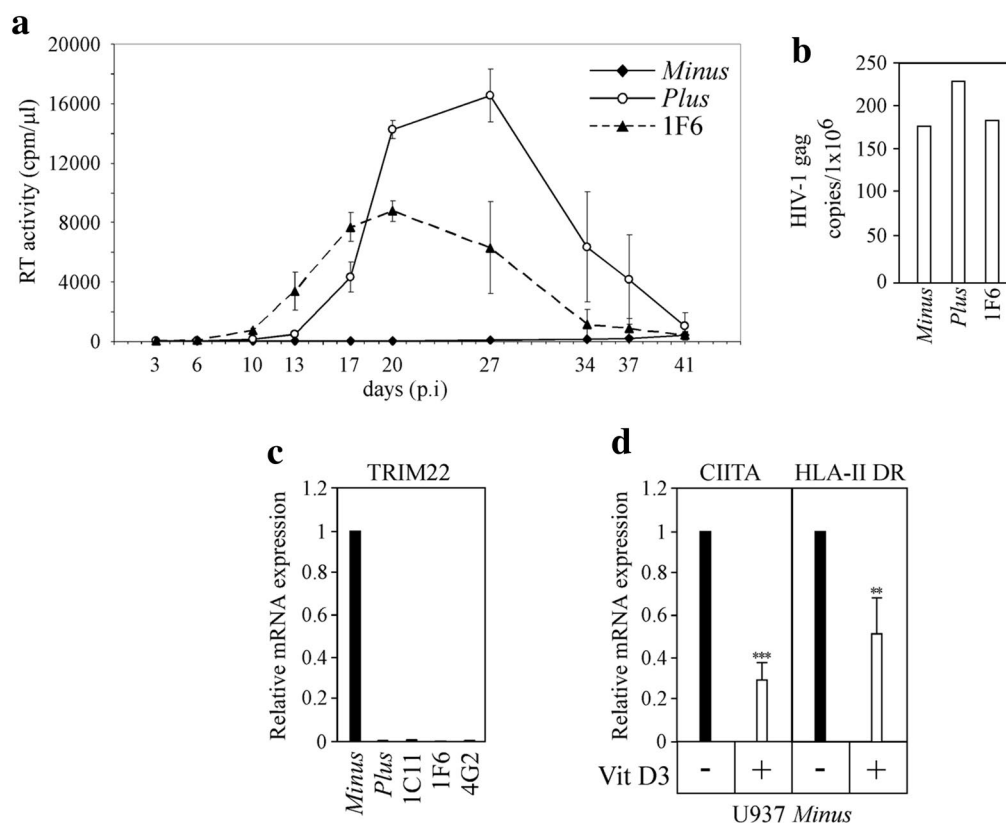 a
20000
16000
12000
8000
4000
0
RT activity (cpm/μl)
Minus
Plus
1F6
3 6 10 13 17 20 27 34 37 41
days (p.i)
b
250
200
150
100
50
0
HIV-1 gag
copies/1x10⁶
Minus
Plus
1F6
c
TRIM22
1.2
1
0.8
0.6
0.4
0.2
0
Relative mRNA expression
Minus
Plus
1C11
1F6
4G2
d
CIITA HLA-II DR
1.2
1
0.8
0.6
0.4
0.2
0
Relative mRNA expression
***
**
Vit D3 - + - +
U937 Minus